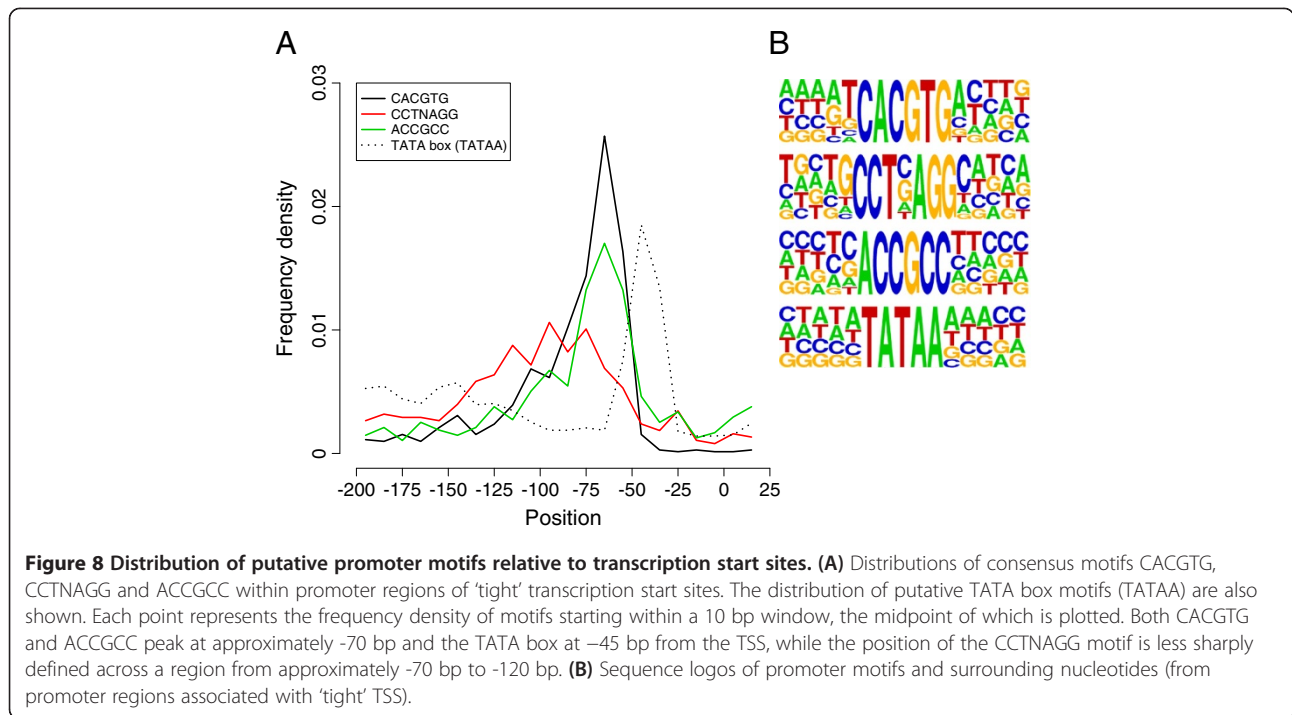 A
B
0.03
0.02
0.01
0
Frequency density
CACGTG
CCTNAGG
ACCGCC
TATA box (TATAA)
-200 -175 -150 -125 -100 -75 -50 -25 0 25
Position
CACGTG
CCT AGG
ACCGCC
TATAA
Figure 8 Distribution of putative promoter motifs relative to transcription start sites. (A) Distributions of consensus motifs CACGTG,
CCTNAGG and ACCGCC within promoter regions of ‘tight’ transcription start sites. The distribution of putative TATA box motifs (TATAA) are also
shown. Each point represents the frequency density of motifs starting within a 10 bp window, the midpoint of which is plotted. Both CACGTG
and ACCGCC peak at approximately -70 bp and the TATA box at −45 bp from the TSS, while the position of the CCTNAGG motif is less sharply
defined across a region from approximately -70 bp to -120 bp. (B) Sequence logos of promoter motifs and surrounding nucleotides (from
promoter regions associated with ‘tight’ TSS).